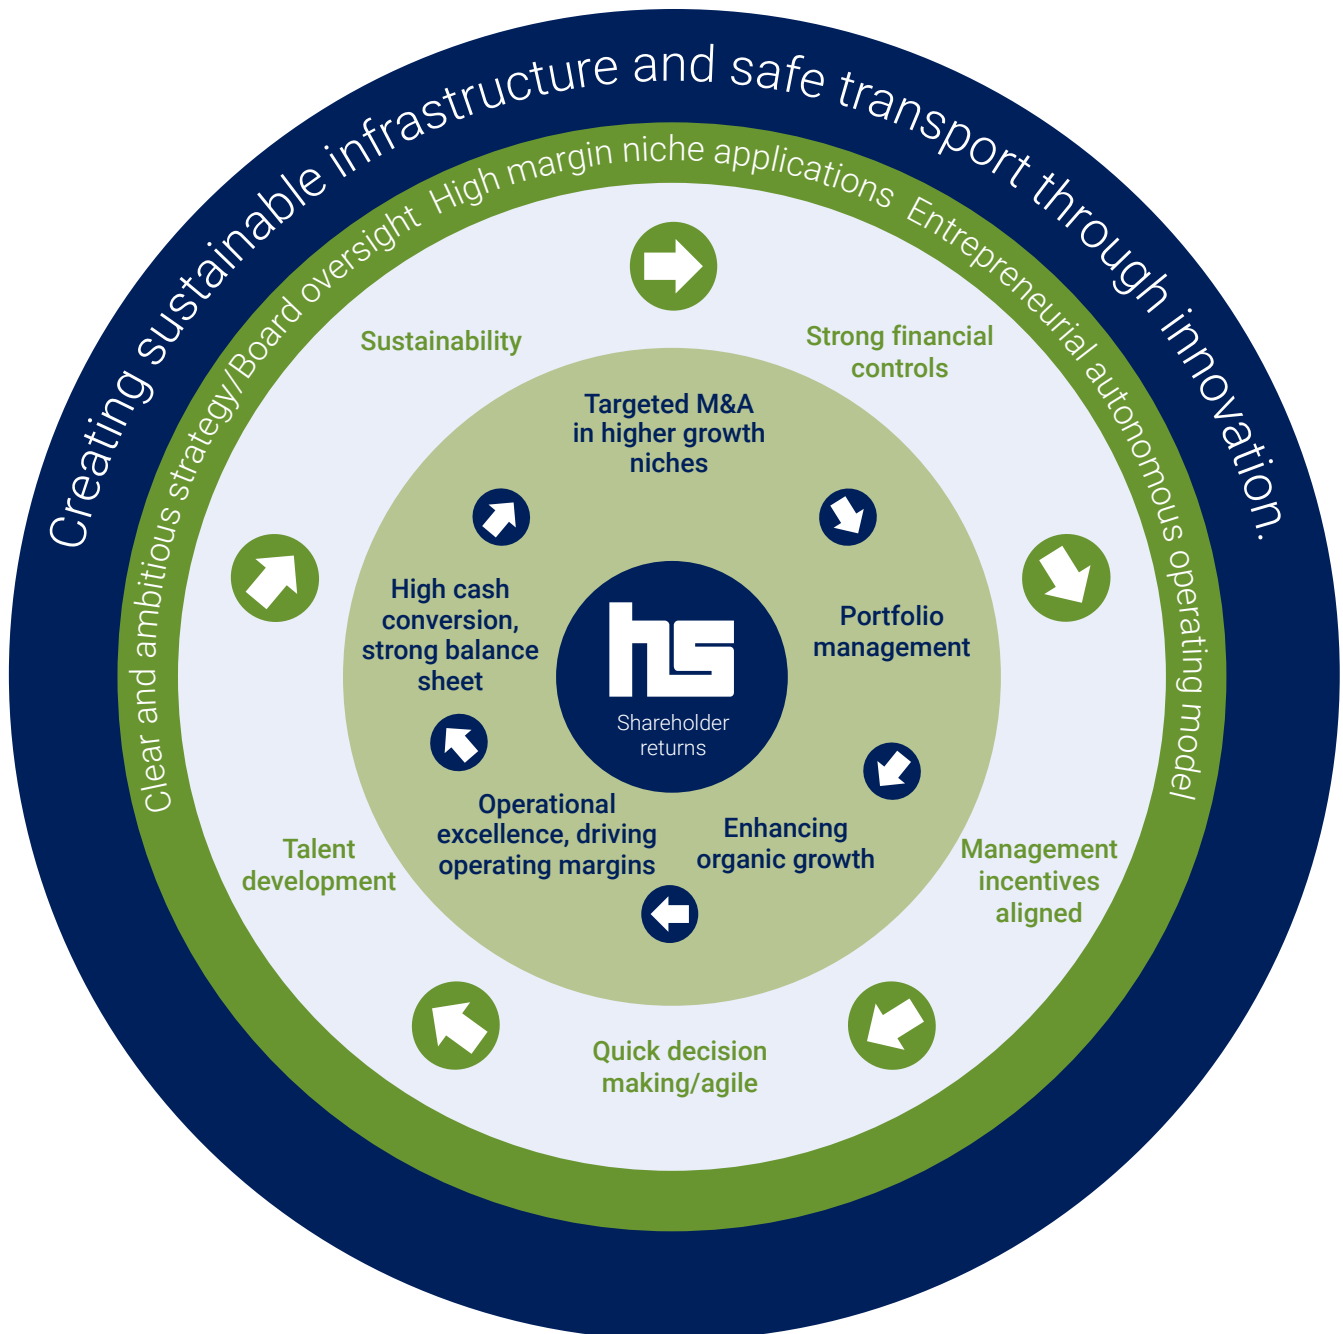 Creating sustainable infrastructure and safe transport through innovation.
Clear and ambitious strategy/Board oversight
High margin niche applications
Entrepreneurial autonomous operating model
Sustainability
Strong financial
controls
Management
incentives
aligned
Quick decision
making/agile
Talent
development
Targeted M&A
in higher growth
niches
Portfolio
management
Enhancing
organic growth
Operational
excellence, driving
operating margins
High cash
conversion,
strong balance
sheet
hs
Shareholder
returns